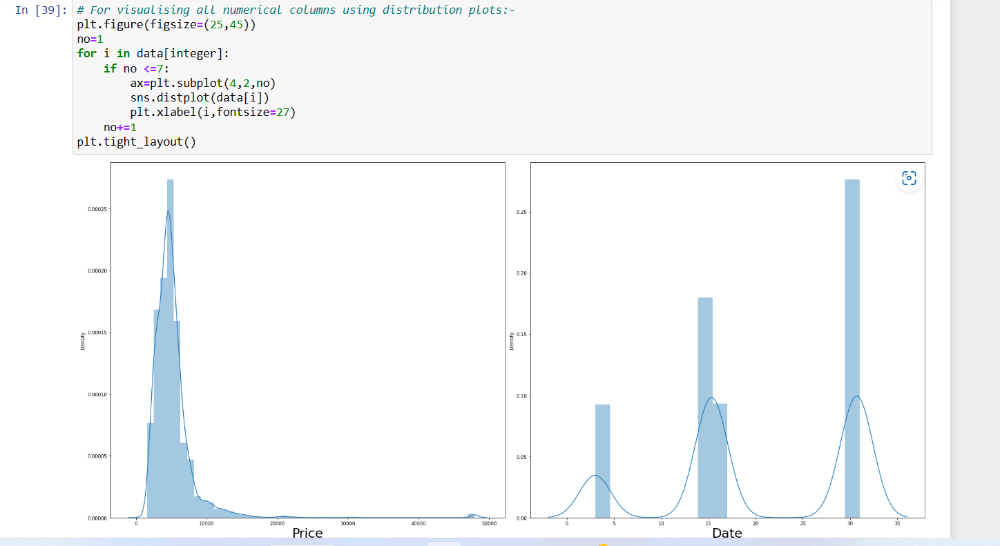 In [39]: # For visualising all numerical columns using distribution plots:-
plt.figure(figsize=(25,45))
no=1
for i in data[integer]:
    if no <=7:
        ax=plt.subplot(4,2,no)
        sns.distplot(data[i])
        plt.xlabel(i,fontsize=27)
    no+=1
plt.tight_layout()
0.00025
0.00020
0.00015
0.00010
0.00005
0.00000
Density
0 10000 20000 30000 40000 50000
Price
0.25
0.20
0.15
0.10
0.05
0.00
Density
0 5 10 15 20 25 30 35
Date